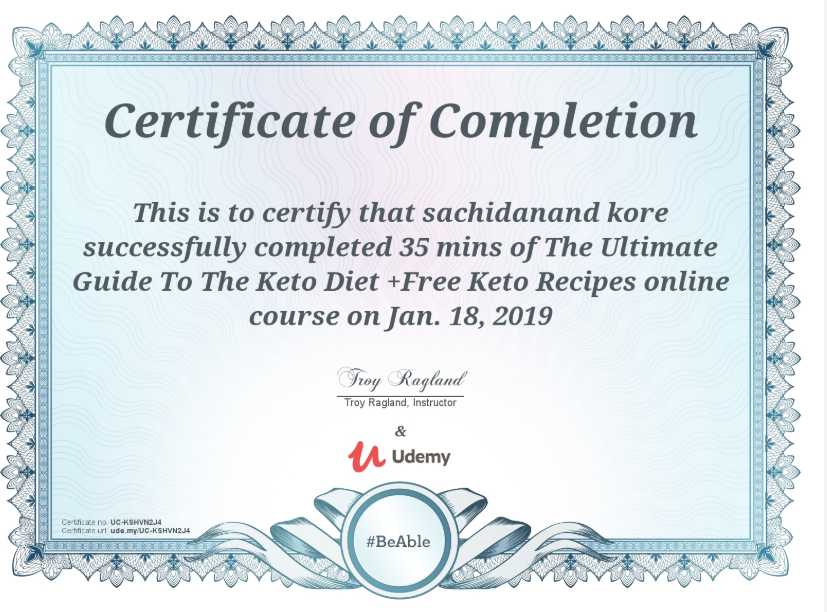 Certificate of Completion
This is to certify that sachidanand kore
successfully completed 35 mins of The Ultimate
Guide To The Keto Diet +Free Keto Recipes online
course on Jan. 18, 2019
Troy Ragland
Troy Ragland, Instructor
&
Udemy
Certificate no: UC-KSHVN2J4
Certificate url: ude.my/UC-KSHVN2J4
#BeAble